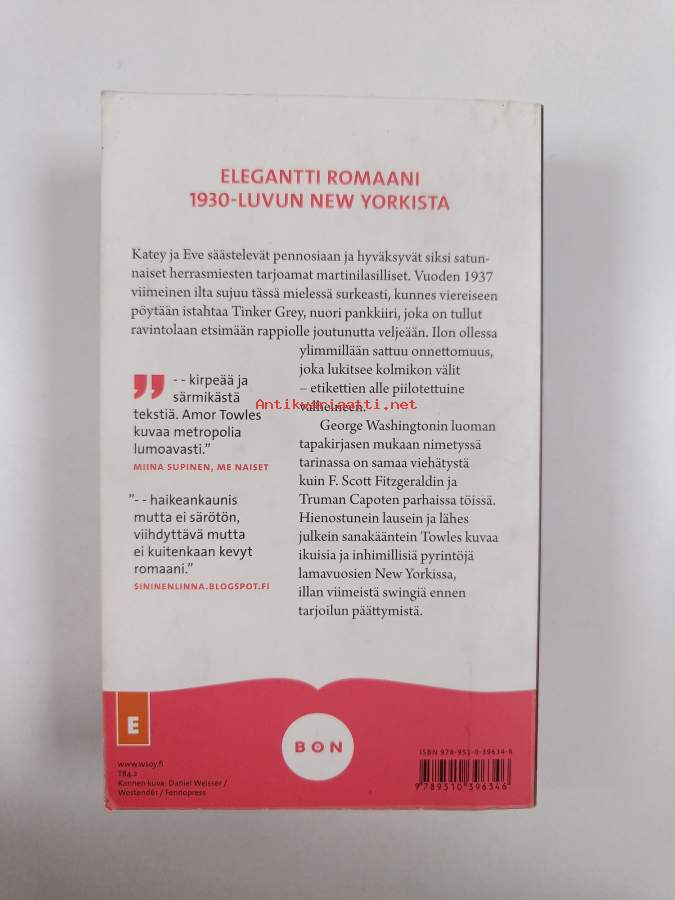 ELEGANTTI ROMAANI
1930-LUVUN NEW YORKISTA
Katey ja Eve säästelevät pennosiaan ja hyväksyvät siksi satun-
naiset herrasmiesten tarjoamat martinilasilliset. Vuoden 1937
viimeinen ilta sujuu tässä mielessä surkeasti, kunnes viereiseen
pöytään istahtaa Tinker Grey, nuori pankkiiri, joka on tullut
ravintolaan etsimään rappiolle joutunutta veljeään. Ilon ollessa
ylimmillään sattuu onnettomuus,
joka lukitsee kolmikon välit
– etikettien alle piilotettuine
valheineen.
George Washingtonin luoman
tapakirjasen mukaan nimetyssä
tarinassa on samaa viehätystä
kuin F. Scott Fitzgeraldin ja
Truman Capoten parhaissa töissä.
Hienostunein lausein ja lähes
julkein sanakääntein Towles kuvaa
ikuisia ja inhimillisiä pyrintöjä
lamavuosien New Yorkissa,
illan viimeistä swingiä ennen
tarjoilun päättymistä.
”- - kirpeää ja
särmikästä
tekstiä. Amor Towles
kuvaa metropolia
lumoavasti.”
MIINA SUPINEN, ME NAISET
”- - haikeankaunis
mutta ei särötön,
viihdyttävä mutta
ei kuitenkaan kevyt
romaani.”
SININENLINNA.BLOGSPOT.FI
Antikvariaatti.net
E
BON
www.wsoy.fi
T84.2
Kannen kuva: Daniel Weisser /
Westend61 / Fennopress
ISBN 978-951-0-39634-6
9789510396346